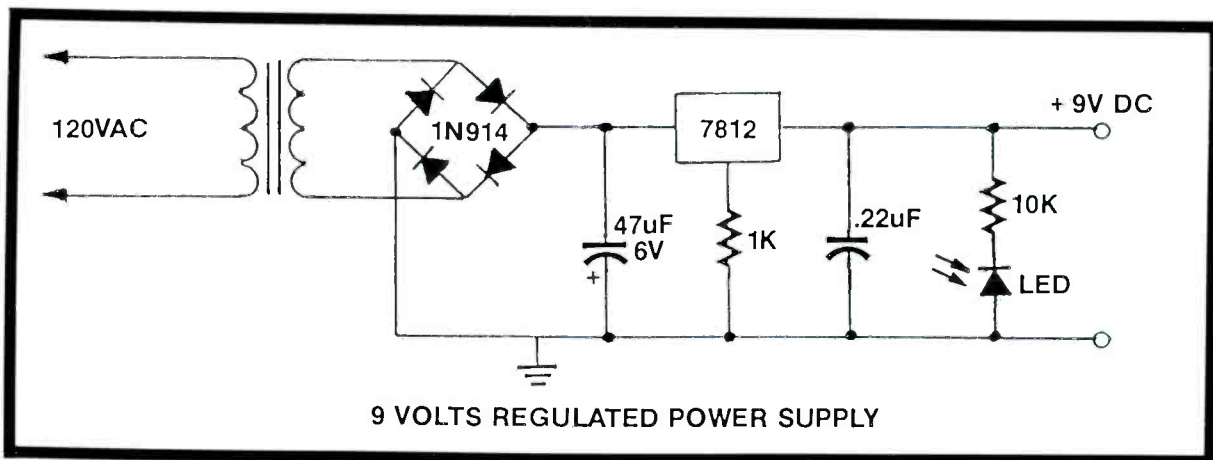 120VAC
1N914
7812
+ 9V DC
47uF
6V
+
1K
.22uF
10K
LED
9 VOLTS REGULATED POWER SUPPLY